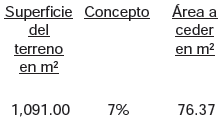 Superficie Concepto Área a
del ceder
terreno en m²
en m²
1,091.00 7% 76.37